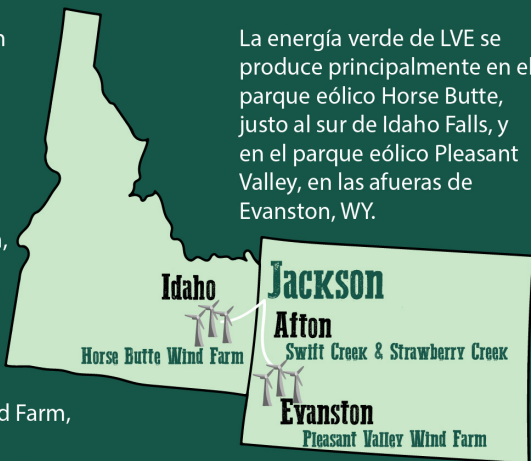 n
La energía verde de LVE se
produce principalmente en el
parque eólico Horse Butte,
justo al sur de Idaho Falls, y
en el parque eólico Pleasant
Valley, en las afueras de
Evanston, WY.
,
Idaho
Jackson
Afton
Horse Butte Wind Farm
Swift Creek & Strawberry Creek
d Farm,
Evanston
Pleasant Valley Wind Farm